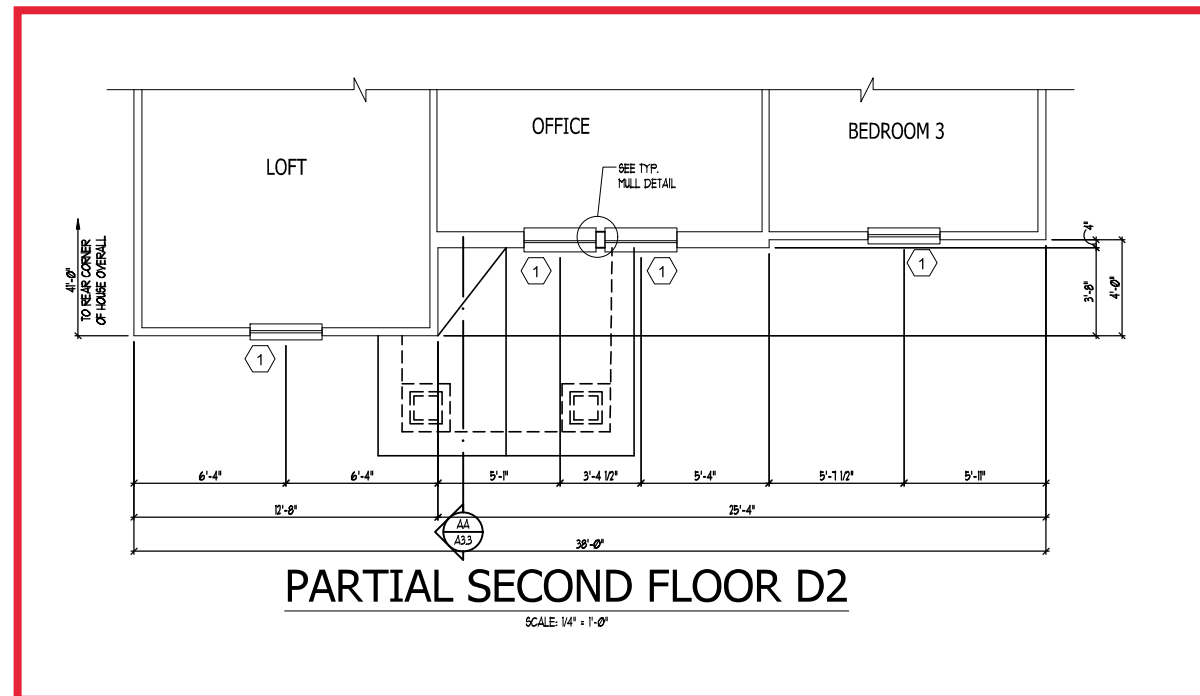 OFFICE
BEDROOM 3
LOFT
SEE TYP.
MULL DETAIL
41'-0"
TO REAR CORNER
OF HOUSE OVERALL
4"
3'-8"
4'-0"
1
1
1
1
6'-4"
6'-4"
5'-1"
3'-4 1/2"
5'-4"
5'-7 1/2"
5'-11"
12'-8"
25'-4"
AA
A3.3
38'-0"
PARTIAL SECOND FLOOR D2
SCALE: 1/4" = 1'-0"